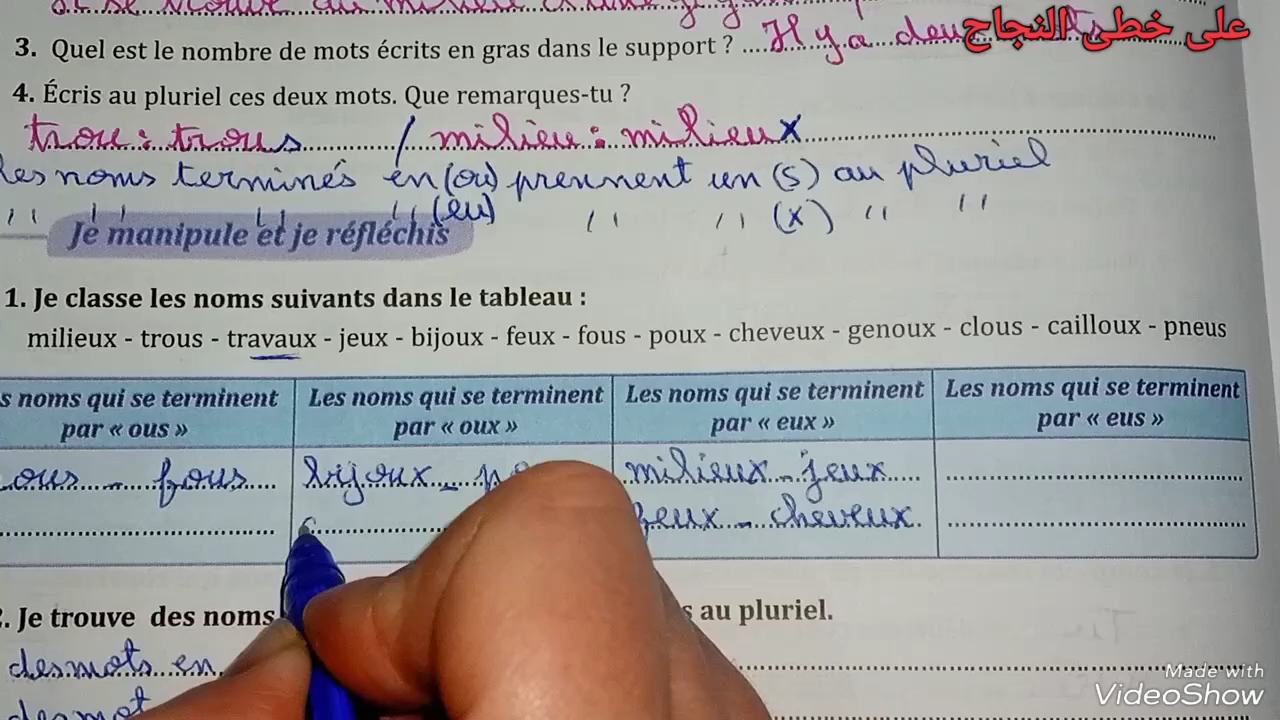 3. Quel est le nombre de mots écrits en gras dans le support ? Il y a deux
على خطى النجاح
4. Écris au pluriel ces deux mots. Que remarques-tu ?
trou : trous / milieu : milieux
les noms terminés en (ou) prennent un (s) au pluriel
" " " " (eu) " " (x) " "
Je manipule et je réfléchis
1. Je classe les noms suivants dans le tableau :
milieux - trous - travaux - jeux - bijoux - feux - fous - poux - cheveux - genoux - clous - cailloux - pneus
s noms qui se terminent par « ous »
Les noms qui se terminent par « oux »
Les noms qui se terminent par « eux »
Les noms qui se terminent par « eus »
ous - fous
bijoux -
milieux - jeux
feux - cheveux.
. Je trouve des noms
s au pluriel.
des mots en
des mot
Made with
VideoShow